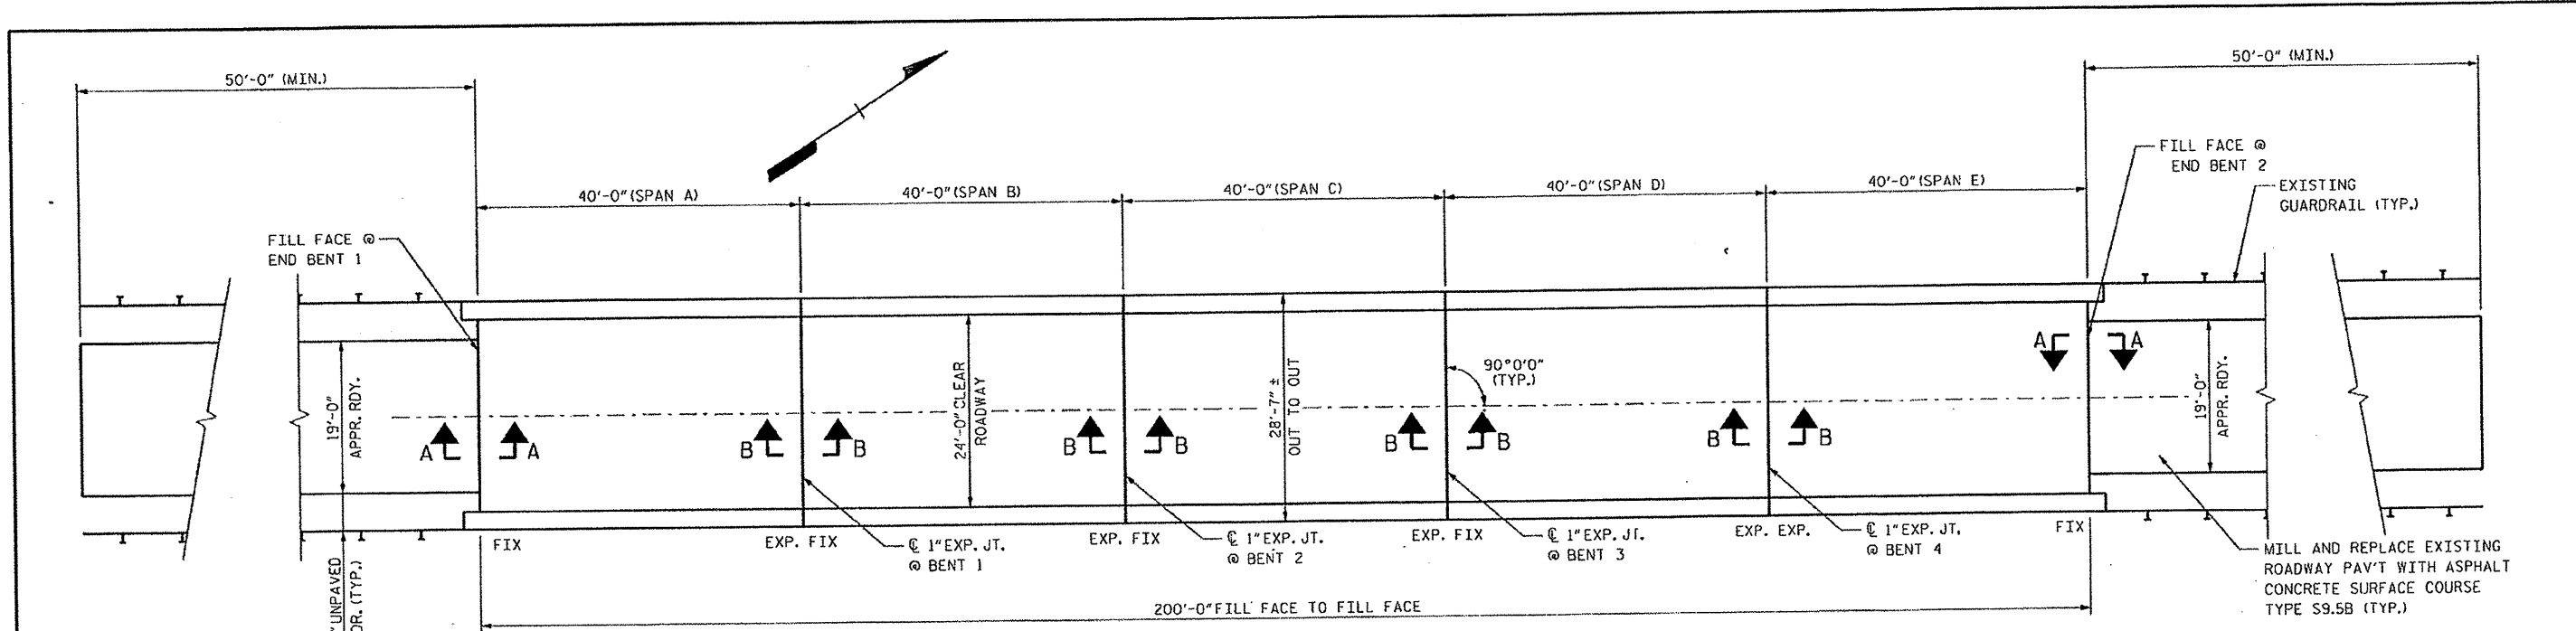 50'-0" (MIN.)
50'-0" (MIN.)
40'-0"(SPAN A)
40'-0"(SPAN B)
40'-0"(SPAN C)
40'-0"(SPAN D)
40'-0"(SPAN E)
FILL FACE @
END BENT 2
EXISTING
GUARDRAIL (TYP.)
FILL FACE @
END BENT 1
19'-0"
APPR. RDY.
24'-0" CLEAR
ROADWAY
28'-7" ±
OUT TO OUT
90°0'0"
(TYP.)
19'-0"
APPR. RDY.
A
A
A
A
B
B
B
B
B
B
B
B
FIX
EXP. FIX
℄ 1"EXP. JT.
@ BENT 1
EXP. FIX
℄ 1"EXP. JT.
@ BENT 2
EXP. FIX
℄ 1"EXP. JT.
@ BENT 3
EXP. EXP.
℄ 1"EXP. JT.
@ BENT 4
FIX
MILL AND REPLACE EXISTING
ROADWAY PAV'T WITH ASPHALT
CONCRETE SURFACE COURSE
TYPE S9.5B (TYP.)
UNPAVED
DR. (TYP.)
200'-0"FILL FACE TO FILL FACE